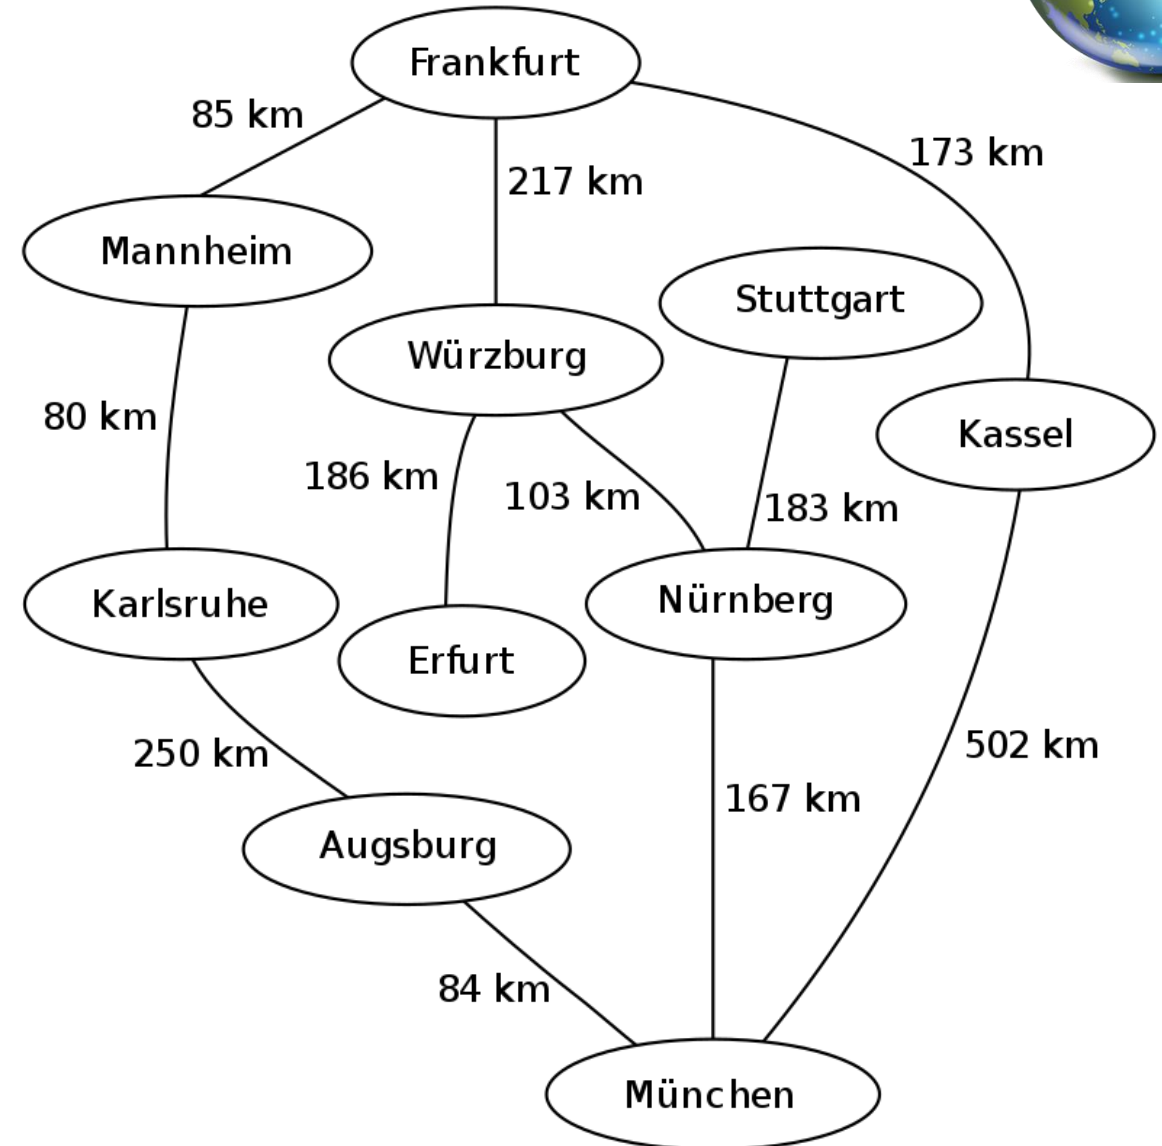 Frankfurt
85 km
173 km
217 km
Mannheim
Stuttgart
Würzburg
80 km
Kassel
186 km
103 km
183 km
Karlsruhe
Nürnberg
Erfurt
250 km
502 km
167 km
Augsburg
84 km
München